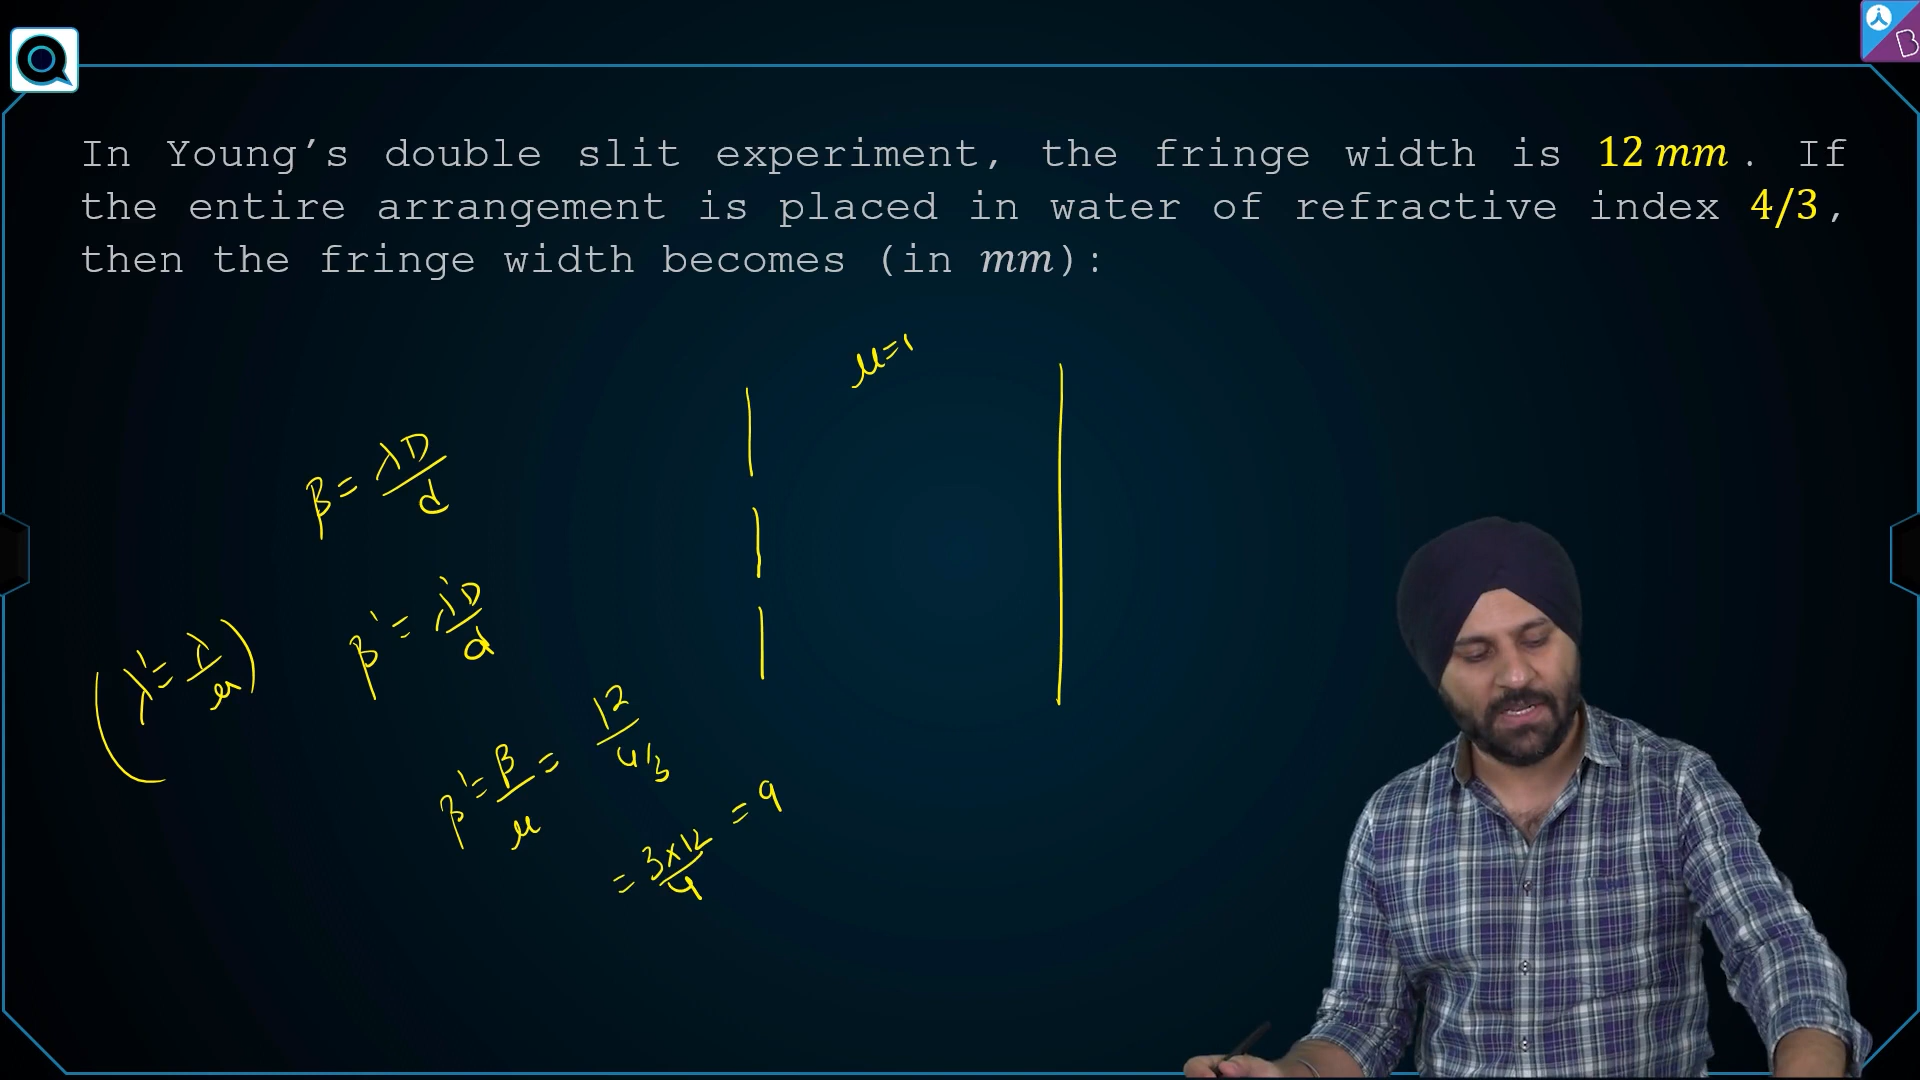 In Young’s double slit experiment, the fringe width is 12 mm. If
the entire arrangement is placed in water of refractive index 4/3,
then the fringe width becomes (in mm):
μ=1
β = λD/d
β' = λ'D/d
(λ' = λ/μ)
β' = β/μ = 12/4/3
= 3×12/4 = 9
B